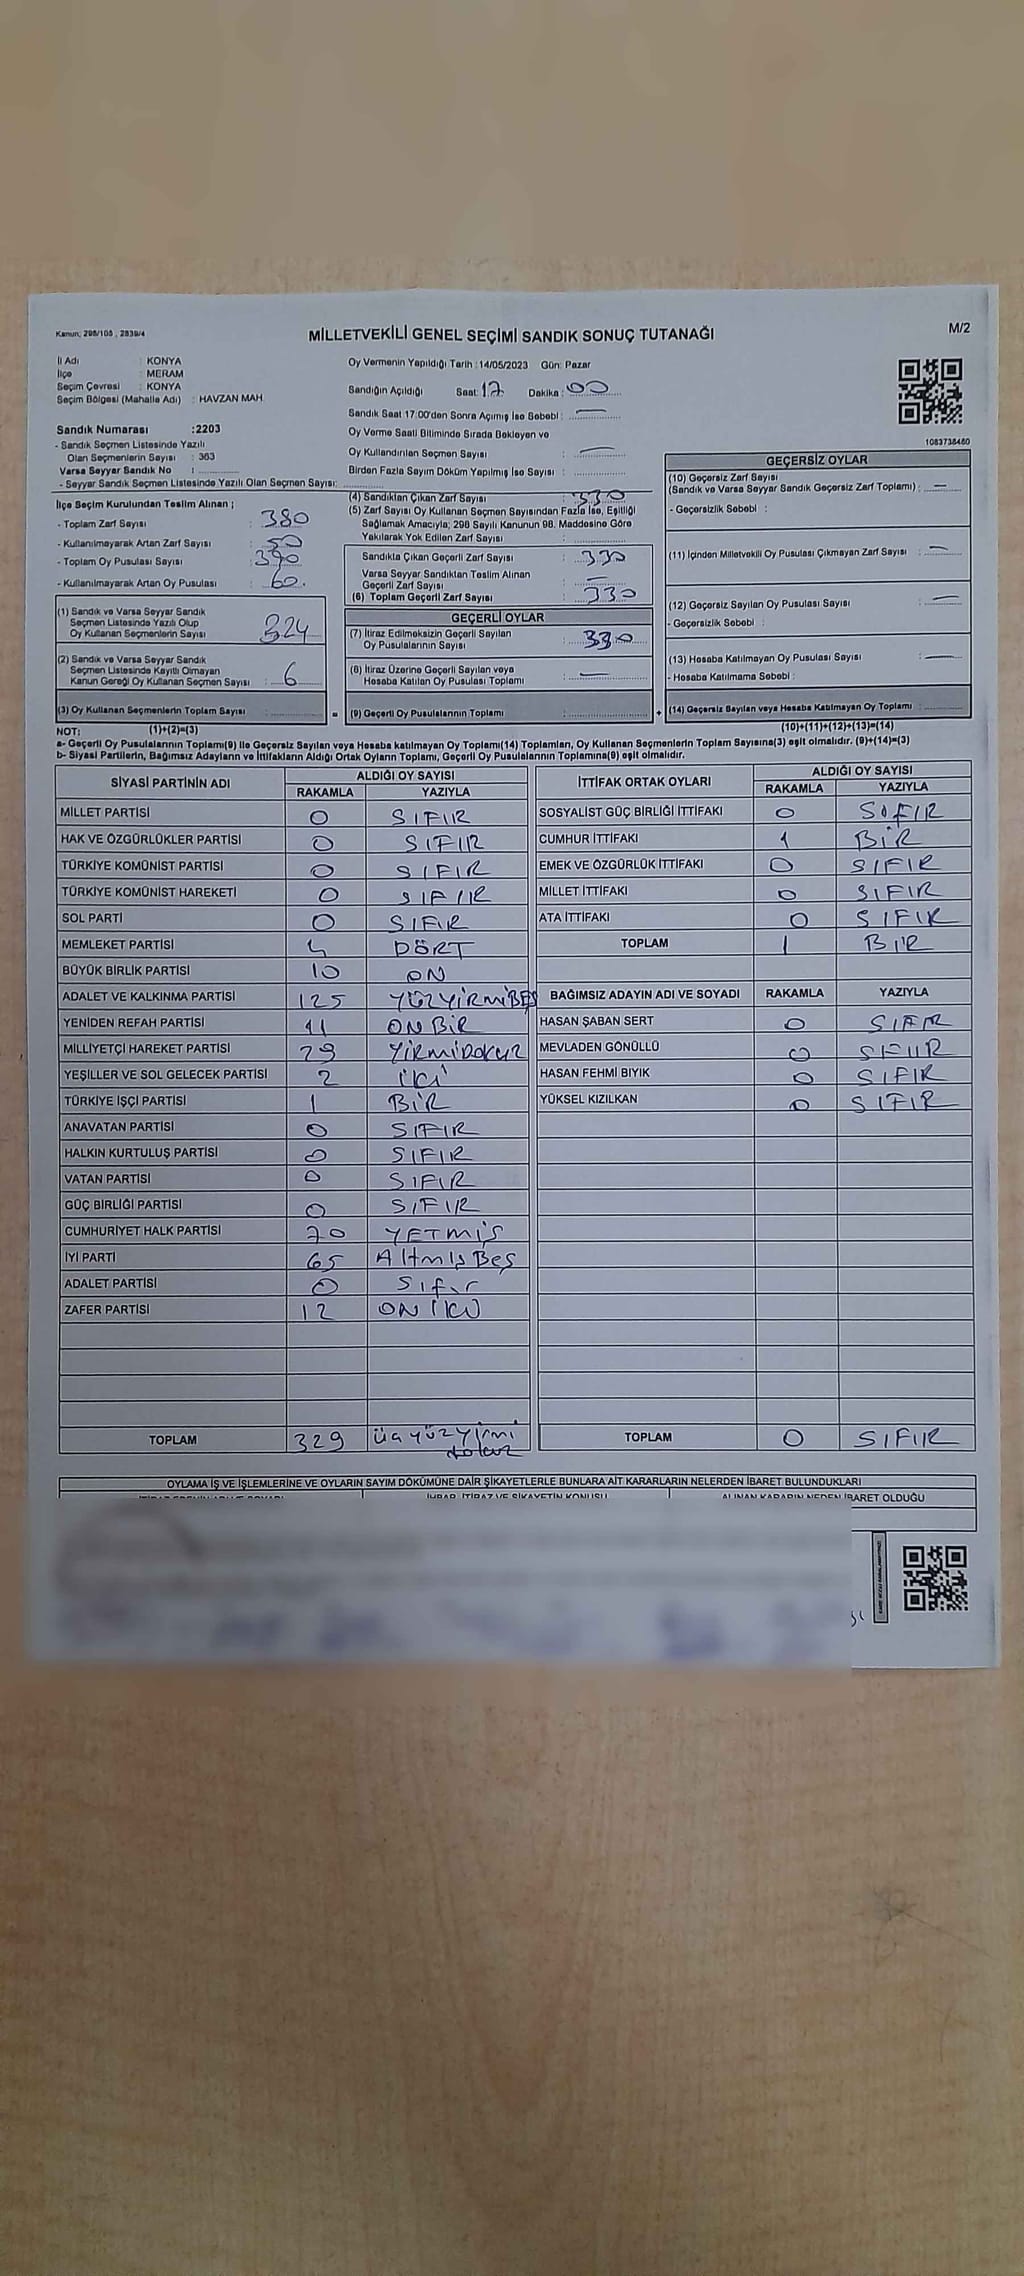 Kanun; 298/105 , 2839/4
MİLLETVEKİLİ GENEL SEÇİMİ SANDIK SONUÇ TUTANAĞI
M/2
İl Adı : KONYA
İlçe : MERAM
Seçim Çevresi : KONYA
Seçim Bölgesi (Mahalle Adı) : HAVZAN MAH.
Sandık Numarası :2203
- Sandık Seçmen Listesinde Yazılı
Olan Seçmenlerin Sayısı : 363
Varsa Seyyar Sandık No :
- Seyyar Sandık Seçmen Listesinde Yazılı Olan Seçmen Sayısı:
Oy Vermenin Yapıldığı Tarih : 14/05/2023 Gün: Pazar
Sandığın Açıldığı Saat: 17 Dakika : 00
Sandık Saat 17:00'den Sonra Açımış İse Sebebi : —
Oy Verme Saati Bitiminde Sırada Bekleyen ve
Oy Kullandırılan Seçmen Sayısı : —
Birden Fazla Sayım Döküm Yapılmış İse Sayısı :
1083738480
İlçe Seçim Kurulundan Teslim Alınan ;
- Toplam Zarf Sayısı : 380
- Kullanılmayarak Artan Zarf Sayısı : 50
- Toplam Oy Pusulası Sayısı : 390
- Kullanılmayarak Artan Oy Pusulası : 60
(1) Sandık ve Varsa Seyyar Sandık
Seçmen Listesinde Yazılı Olup
Oy Kullanan Seçmenlerin Sayısı : 324
(2) Sandık ve Varsa Seyyar Sandık
Seçmen Listesinde Kayıtlı Olmayan
Kanun Gereği Oy Kullanan Seçmen Sayısı : 6
(3) Oy Kullanan Seçmenlerin Toplam Sayısı :
(4) Sandıktan Çıkan Zarf Sayısı : 330
(5) Zarf Sayısı Oy Kullanan Seçmen Sayısından Fazla İse, Eşitliği
Sağlamak Amacıyla; 298 Sayılı Kanunun 98. Maddesine Göre
Yakılarak Yok Edilen Zarf Sayısı :
Sandıkta Çıkan Geçerli Zarf Sayısı : 330
Varsa Seyyar Sandıktan Teslim Alınan
Geçerli Zarf Sayısı : —
(6) Toplam Geçerli Zarf Sayısı : 330
GEÇERLİ OYLAR
(7) İtiraz Edilmeksizin Geçerli Sayılan
Oy Pusulalarının Sayısı : 330
(8) İtiraz Üzerine Geçerli Sayılan veya
Hesaba Katılan Oy Pusulası Toplamı : —
= (9) Geçerli Oy Pusulalarının Toplamı : +
GEÇERSİZ OYLAR
(10) Geçersiz Zarf Sayısı
(Sandık ve Varsa Seyyar Sandık Geçersiz Zarf Toplamı) : —
- Geçersizlik Sebebi :
(11) İçinden Milletvekili Oy Pusulası Çıkmayan Zarf Sayısı : —
(12) Geçersiz Sayılan Oy Pusulası Sayısı : —
- Geçersizlik Sebebi :
(13) Hesaba Katılmayan Oy Pusulası Sayısı : —
- Hesaba Katılmama Sebebi :
(14) Geçersiz Sayılan veya Hesaba Katılmayan Oy Toplamı :
NOT: (1)+(2)=(3) (10)+(11)+(12)+(13)=(14)
a- Geçerli Oy Pusulalarının Toplamı(9) ile Geçersiz Sayılan veya Hesaba katılmayan Oy Toplamı(14) Toplamları, Oy Kullanan Seçmenlerin Toplam Sayısına(3) eşit olmalıdır. (9)+(14)=(3)
b- Siyasi Partilerin, Bağımsız Adayların ve İttifakların Aldığı Ortak Oyların Toplamı, Geçerli Oy Pusulalarının Toplamına(9) eşit olmalıdır.
SİYASİ PARTİNİN ADI ALDIĞI OY SAYISI
RAKAMLA YAZIYLA
MİLLET PARTİSİ 0 SIFIR
HAK VE ÖZGÜRLÜKLER PARTİSİ 0 SIFIR
TÜRKİYE KOMÜNİST PARTİSİ 0 SIFIR
TÜRKİYE KOMÜNİST HAREKETİ 0 SIFIR
SOL PARTİ 0 SIFIR
MEMLEKET PARTİSİ 4 DÖRT
BÜYÜK BİRLİK PARTİSİ 10 ON
ADALET VE KALKINMA PARTİSİ 125 YÜZYİRMİBEŞ
YENİDEN REFAH PARTİSİ 11 ONBİR
MİLLİYETÇİ HAREKET PARTİSİ 29 YİRMİDOKUZ
YEŞİLLER VE SOL GELECEK PARTİSİ 2 İKİ
TÜRKİYE İŞÇİ PARTİSİ 1 BİR
ANAVATAN PARTİSİ 0 SIFIR
HALKIN KURTULUŞ PARTİSİ 0 SIFIR
VATAN PARTİSİ 0 SIFIR
GÜÇ BİRLİĞİ PARTİSİ 0 SIFIR
CUMHURİYET HALK PARTİSİ 70 YETMİŞ
İYİ PARTİ 65 AltmışBeş
ADALET PARTİSİ 0 Sıfır
ZAFER PARTİSİ 12 ONİKİ
TOPLAM 329 üçyüzyirmi
dokuz
İTTİFAK ORTAK OYLARI ALDIĞI OY SAYISI
RAKAMLA YAZIYLA
SOSYALİST GÜÇ BİRLİĞİ İTTİFAKI 0 SIFIR
CUMHUR İTTİFAKI 1 BİR
EMEK VE ÖZGÜRLÜK İTTİFAKI 0 SIFIR
MİLLET İTTİFAKI 0 SIFIR
ATA İTTİFAKI 0 SIFIR
TOPLAM 1 BİR
BAĞIMSIZ ADAYIN ADI VE SOYADI RAKAMLA YAZIYLA
HASAN ŞABAN SERT 0 SIFIR
MEVLADEN GÖNÜLLÜ 0 SIFIR
HASAN FEHMİ BIYIK 0 SIFIR
YÜKSEL KIZILKAN 0 SIFIR
TOPLAM 0 SIFIR
OYLAMA İŞ VE İŞLEMLERİNE VE OYLARIN SAYIM DÖKÜMÜNE DAİR ŞİKAYETLERLE BUNLARA AİT KARARLARIN NELERDEN İBARET BULUNDUKLARI
İHBAR, İTİRAZ VE ŞİKAYETİN KONUSU ALINAN KARARIN NEDEN İBARET OLDUĞU